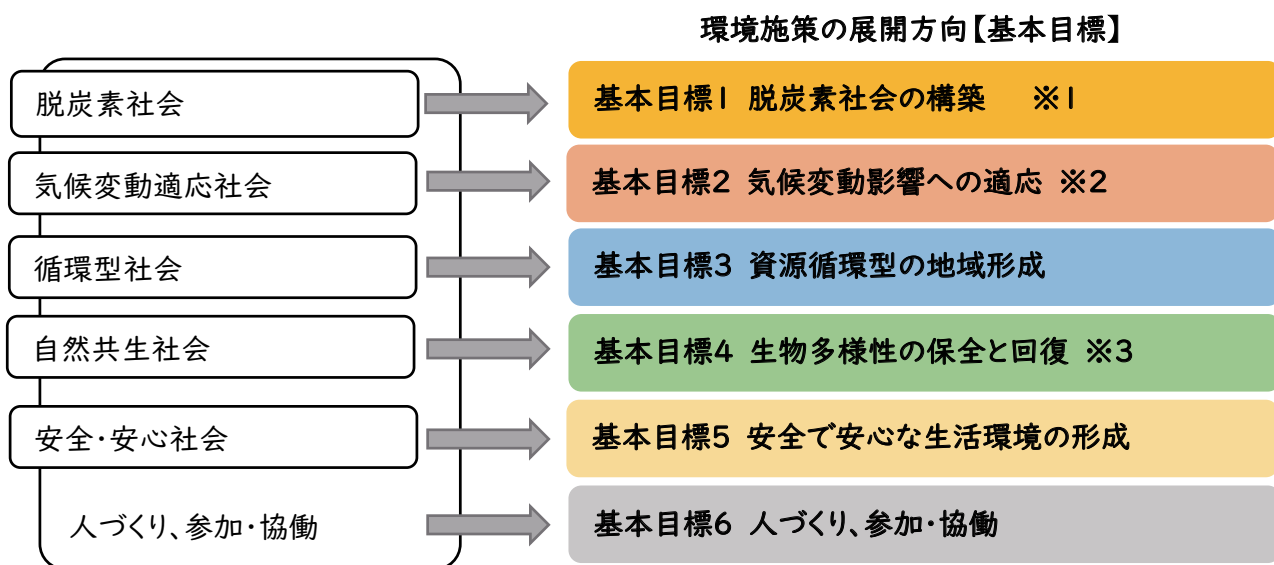 環境施策の展開方向【基本目標】
脱炭素社会
基本目標1 脱炭素社会の構築 ※1
気候変動適応社会
基本目標2 気候変動影響への適応 ※2
循環型社会
基本目標3 資源循環型の地域形成
自然共生社会
基本目標4 生物多様性の保全と回復 ※3
安全・安心社会
基本目標5 安全で安心な生活環境の形成
人づくり、参加・協働
基本目標6 人づくり、参加・協働